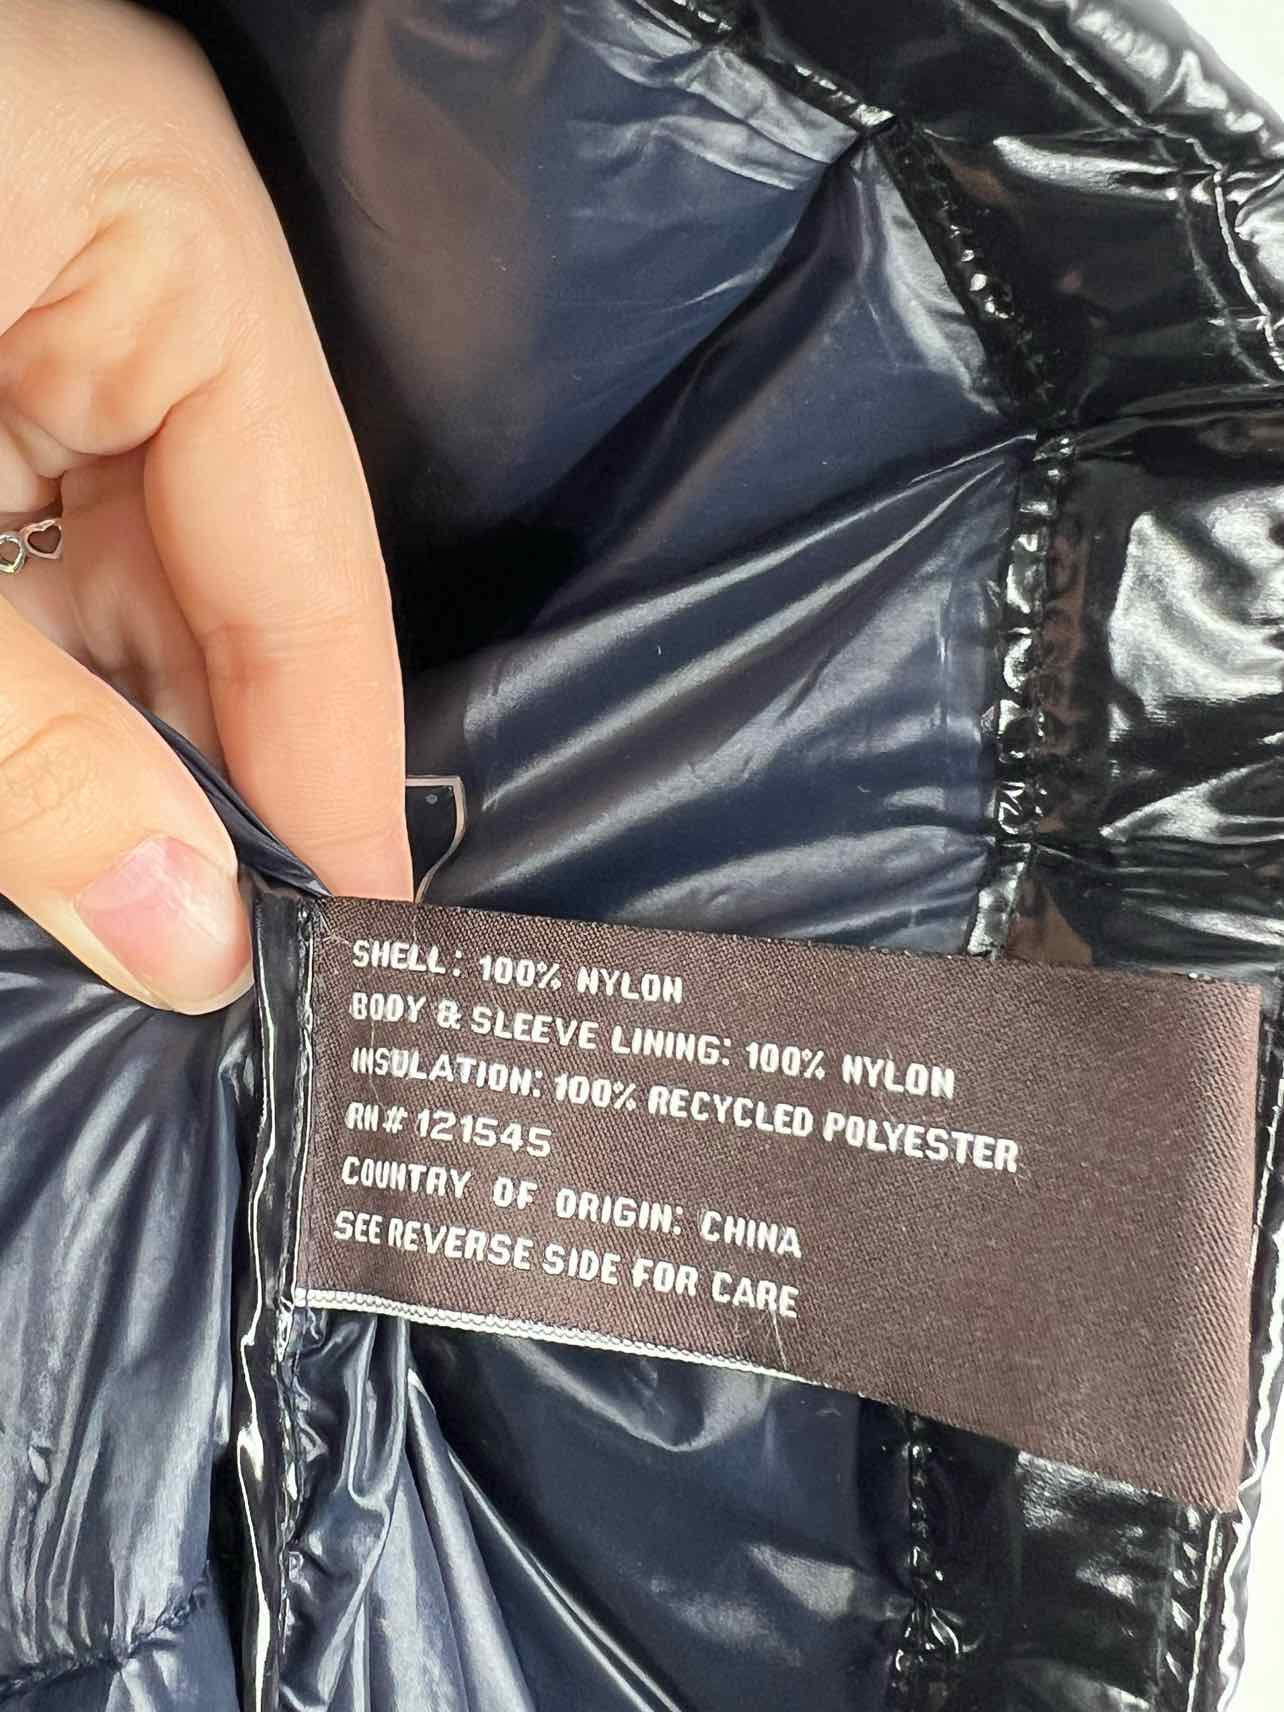 SHELL: 100% NYLON
BODY & SLEEVE LINING: 100% NYLON
INSULATION: 100% RECYCLED POLYESTER
RN# 121545
COUNTRY OF ORIGIN: CHINA
SEE REVERSE SIDE FOR CARE